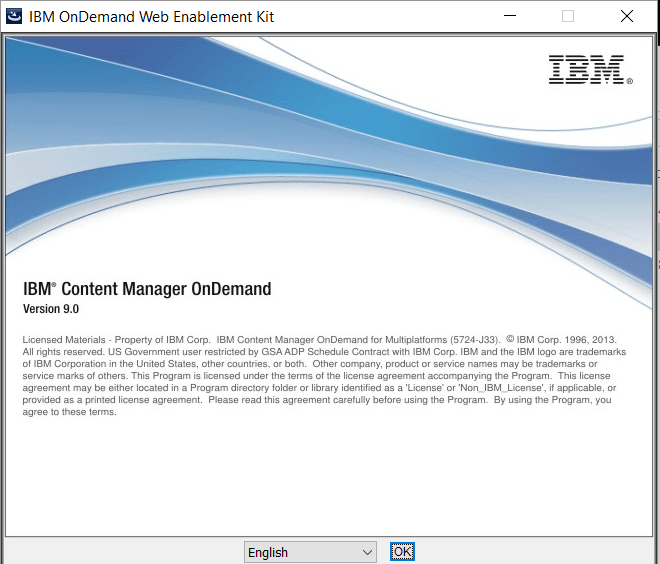 IBM OnDemand Web Enablement Kit
IBM®
IBM® Content Manager OnDemand
Version 9.0
Licensed Materials - Property of IBM Corp. IBM Content Manager OnDemand for Multiplatforms (5724-J33). © IBM Corp. 1996, 2013.
All rights reserved. US Government user restricted by GSA ADP Schedule Contract with IBM Corp. IBM and the IBM logo are trademarks
of IBM Corporation in the United States, other countries, or both. Other company, product or service names may be trademarks or
service marks of others. This Program is licensed under the terms of the license agreement accompanying the Program. This license
agreement may be either located in a Program directory folder or library identified as a 'License' or 'Non_IBM_License', if applicable, or
provided as a printed license agreement. Please read this agreement carefully before using the Program. By using the Program, you
agree to these terms.
English
OK